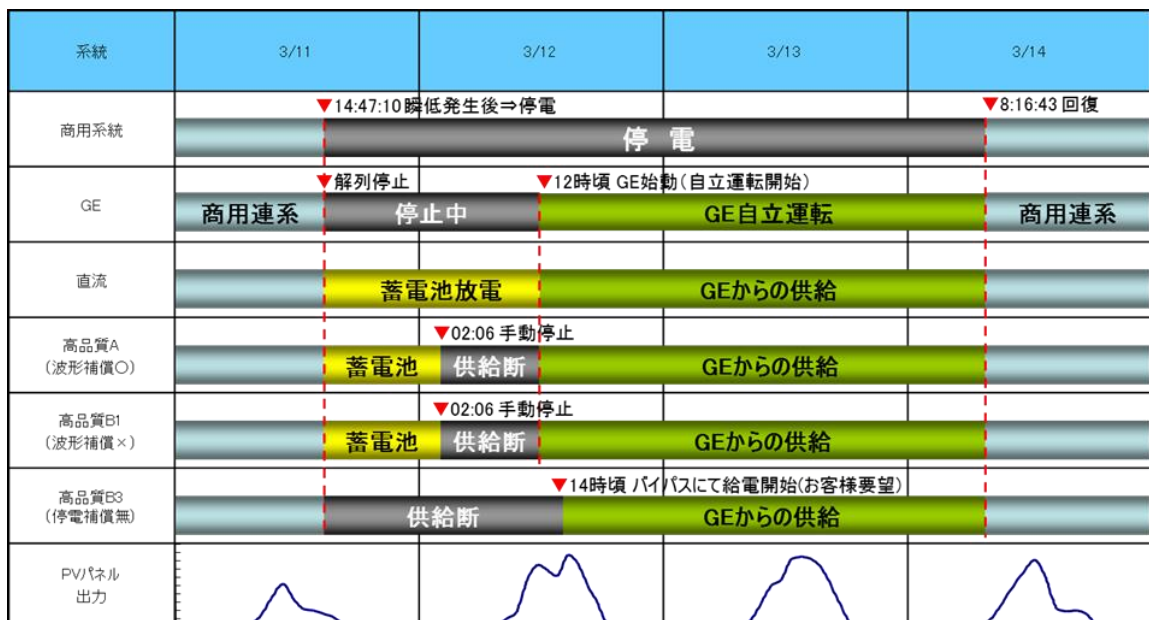 系統 3/11 3/12 3/13 3/14
▼14:47:10 瞬低発生後⇒停電 ▼8:16:43 回復
商用系統 停 電
▼解列停止 ▼12時頃 GE始動(自立運転開始)
GE 商用連系 停止中 GE自立運転 商用連系
直流 蓄電池放電 GEからの供給
▼02:06 手動停止
高品質A
(波形補償〇) 蓄電池 供給断 GEからの供給
▼02:06 手動停止
高品質B1
(波形補償×) 蓄電池 供給断 GEからの供給
▼14時頃 バイパスにて給電開始(お客様要望)
高品質B3
(停電補償無) 供給断 GEからの供給
PVパネル
出力